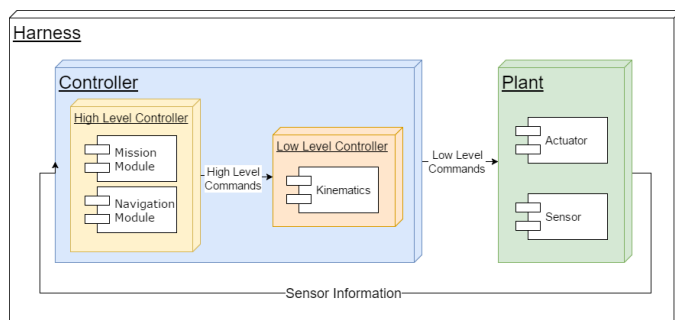 Harness
Controller
High Level Controller
Mission
Module
Navigation
Module
High Level
Commands
Low Level Controller
Kinematics
Low Level
Commands
Plant
Actuator
Sensor
Sensor Information